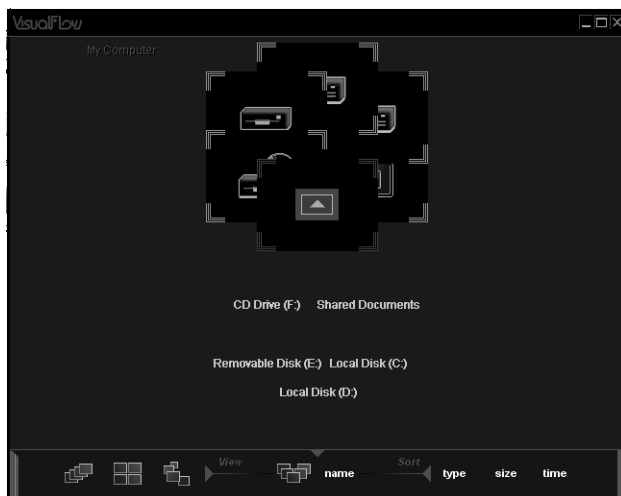 VisualFlow
My Computer
CD Drive (F:) Shared Documents
Removable Disk (E:) Local Disk (C:)
Local Disk (D:)
View name Sort type size time